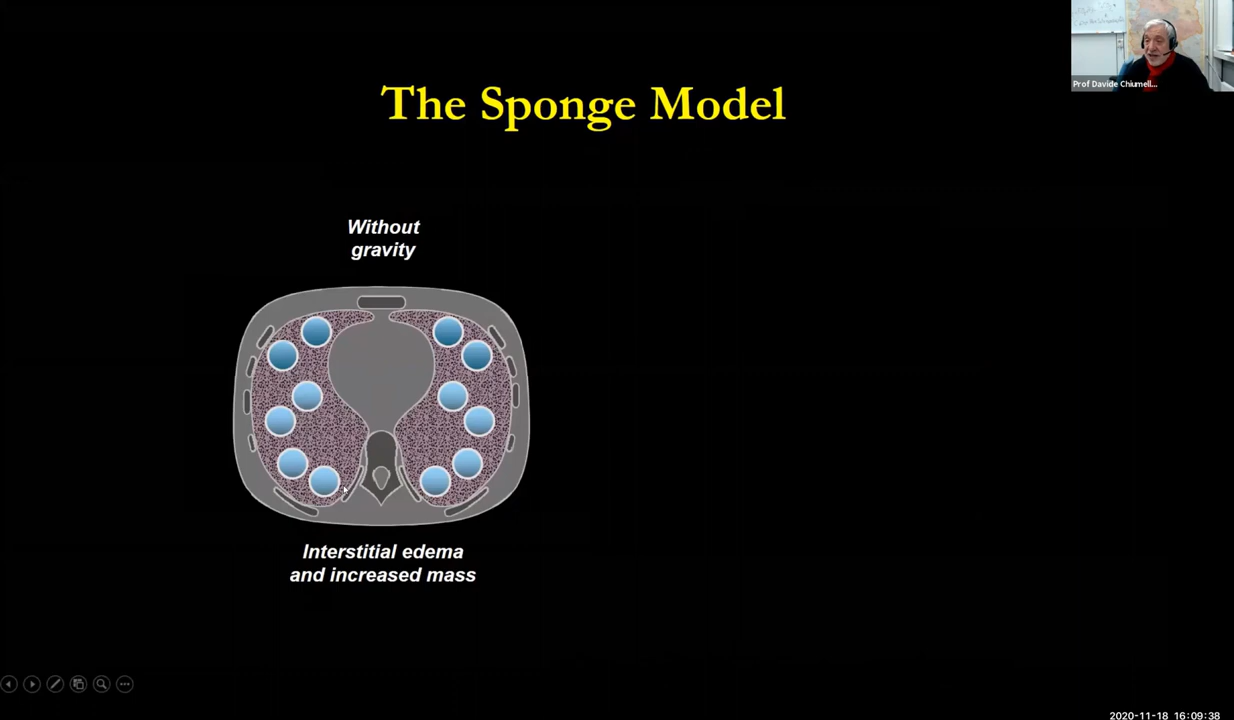 Prof Davide Chiumell...
The Sponge Model
Without
gravity
Interstitial edema
and increased mass
2020-11-18 16:09:38